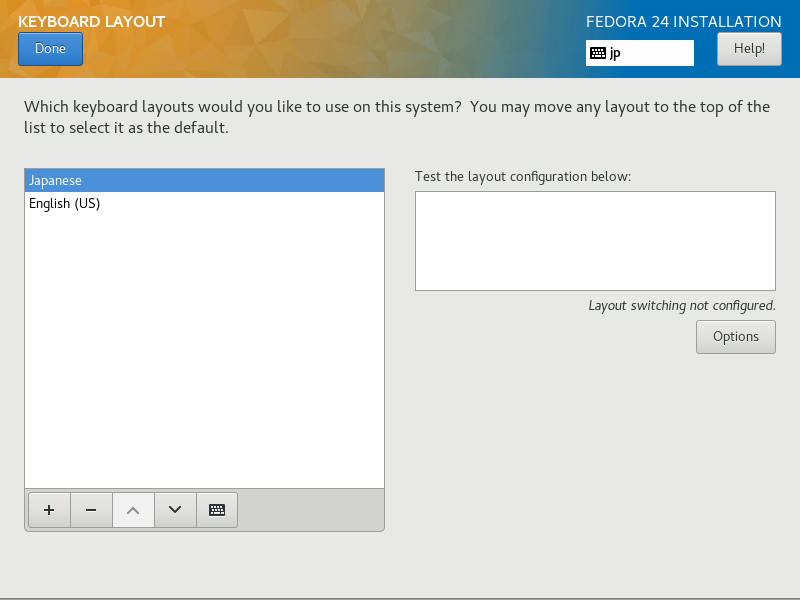 KEYBOARD LAYOUT
FEDORA 24 INSTALLATION
Done
jp
Help!
Which keyboard layouts would you like to use on this system?  You may move any layout to the top of the
list to select it as the default.
Japanese
English (US)
Test the layout configuration below:
Layout switching not configured.
Options